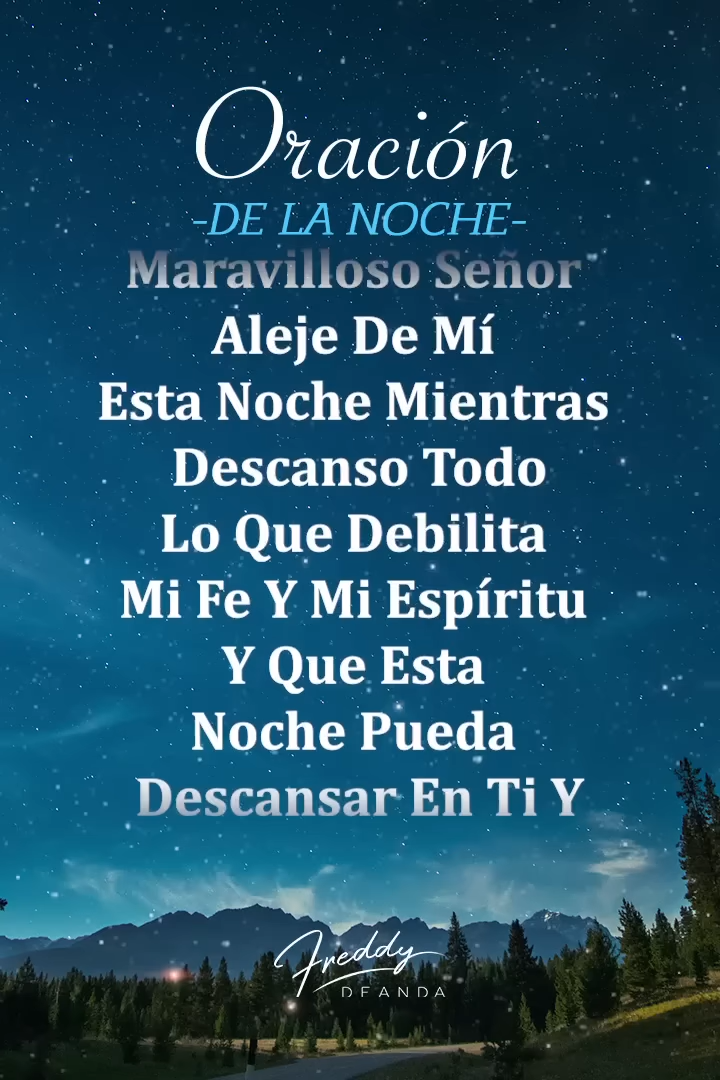 Oración
-DE LA NOCHE-
Maravilloso Señor
Aleje De Mí
Esta Noche Mientras
Descanso Todo
Lo Que Debilita
Mi Fe Y Mi Espíritu
Y Que Esta
Noche Pueda
Descansar En Ti Y
Freddy
DEANDA